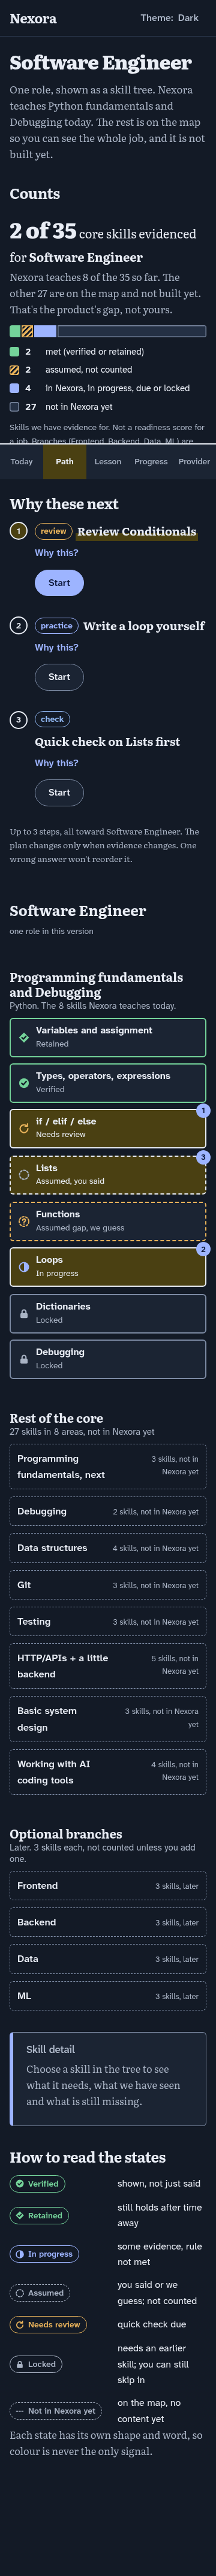 Nexora
Theme: Dark
Software Engineer
One role, shown as a skill tree. Nexora
teaches Python fundamentals and
Debugging today. The rest is on the map
so you can see the whole job, and it is not
built yet.
Counts
2 of 35 core skills evidenced
for Software Engineer
Nexora teaches 8 of the 35 so far. The
other 27 are on the map and not built yet.
That's the product's gap, not yours.
2 met (verified or retained)
2 assumed, not counted
4 in Nexora, in progress, due or locked
27 not in Nexora yet
Skills we have evidence for. Not a readiness score for
a job. Branches (Frontend, Backend, Data, ML) are
Today Path Lesson Progress Provider
Why these next
1 review Review Conditionals
Why this?
Start
2 practice Write a loop yourself
Why this?
Start
3 check
Quick check on Lists first
Why this?
Start
Up to 3 steps, all toward Software Engineer. The
plan changes only when evidence changes. One
wrong answer won't reorder it.
Software Engineer
one role in this version
Programming fundamentals
and Debugging
Python. The 8 skills Nexora teaches today.
Variables and assignment
Retained
Types, operators, expressions
Verified
1
if / elif / else
Needs review
3
Lists
Assumed, you said
Functions
Assumed gap, we guess
2
Loops
In progress
Dictionaries
Locked
Debugging
Locked
Rest of the core
27 skills in 8 areas, not in Nexora yet
Programming
fundamentals, next
3 skills, not in
Nexora yet
Debugging 2 skills, not in Nexora yet
Data structures 4 skills, not in Nexora yet
Git 3 skills, not in Nexora yet
Testing 3 skills, not in Nexora yet
HTTP/APIs + a little
backend
5 skills, not in
Nexora yet
Basic system
design
3 skills, not in Nexora
yet
Working with AI
coding tools
4 skills, not in
Nexora yet
Optional branches
Later. 3 skills each, not counted unless you add
one.
Frontend 3 skills, later
Backend 3 skills, later
Data 3 skills, later
ML 3 skills, later
Skill detail
Choose a skill in the tree to see
what it needs, what we have seen
and what is still missing.
How to read the states
Verified shown, not just said
Retained still holds after time
away
In progress some evidence, rule
not met
Assumed you said or we
guess; not counted
Needs review quick check due
Locked needs an earlier
skill; you can still
skip in
Not in Nexora yet on the map, no
content yet
Each state has its own shape and word, so
colour is never the only signal.